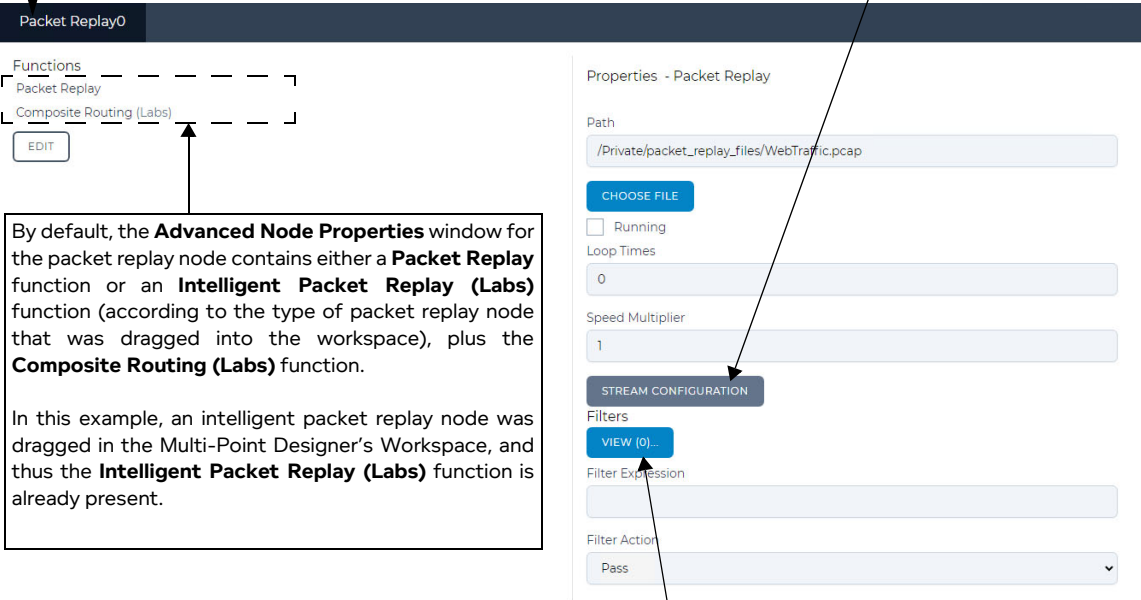 Packet Replay0
Functions
Packet Replay
Composite Routing (Labs)
EDIT
By default, the Advanced Node Properties window for
the packet replay node contains either a Packet Replay
function or an Intelligent Packet Replay (Labs)
function (according to the type of packet replay node
that was dragged into the workspace), plus the
Composite Routing (Labs) function.
In this example, an intelligent packet replay node was
dragged in the Multi-Point Designer's Workspace, and
thus the Intelligent Packet Replay (Labs) function is
already present.
Properties - Packet Replay
Path
/Private/packet_replay_files/WebTraffic.pcap
CHOOSE FILE
Running
Loop Times
0
Speed Multiplier
1
STREAM CONFIGURATION
Filters
VIEW (0)...
Filter Expression
Filter Action
Pass